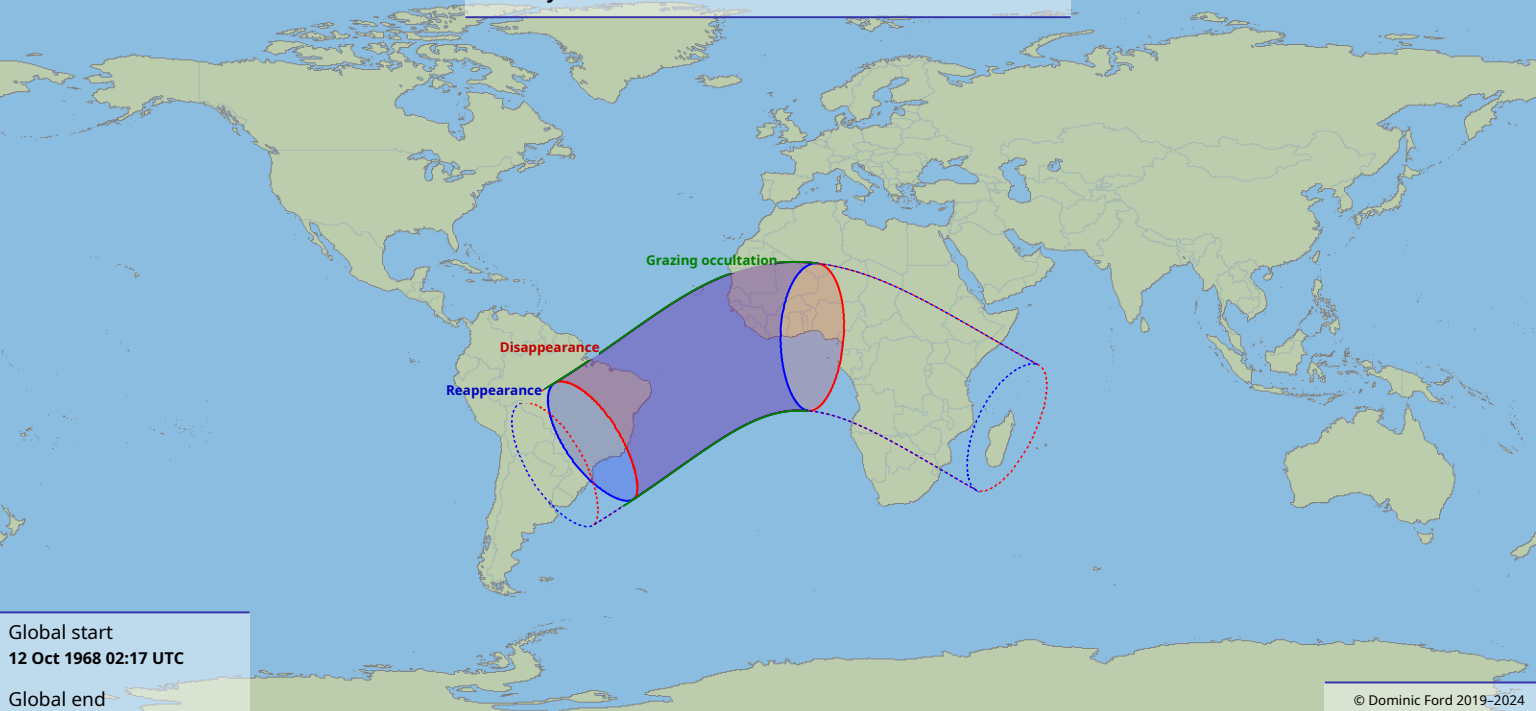 Grazing occultation
Disappearance
Reappearance
Global start
12 Oct 1968 02:17 UTC
Global end
© Dominic Ford 2019–2024